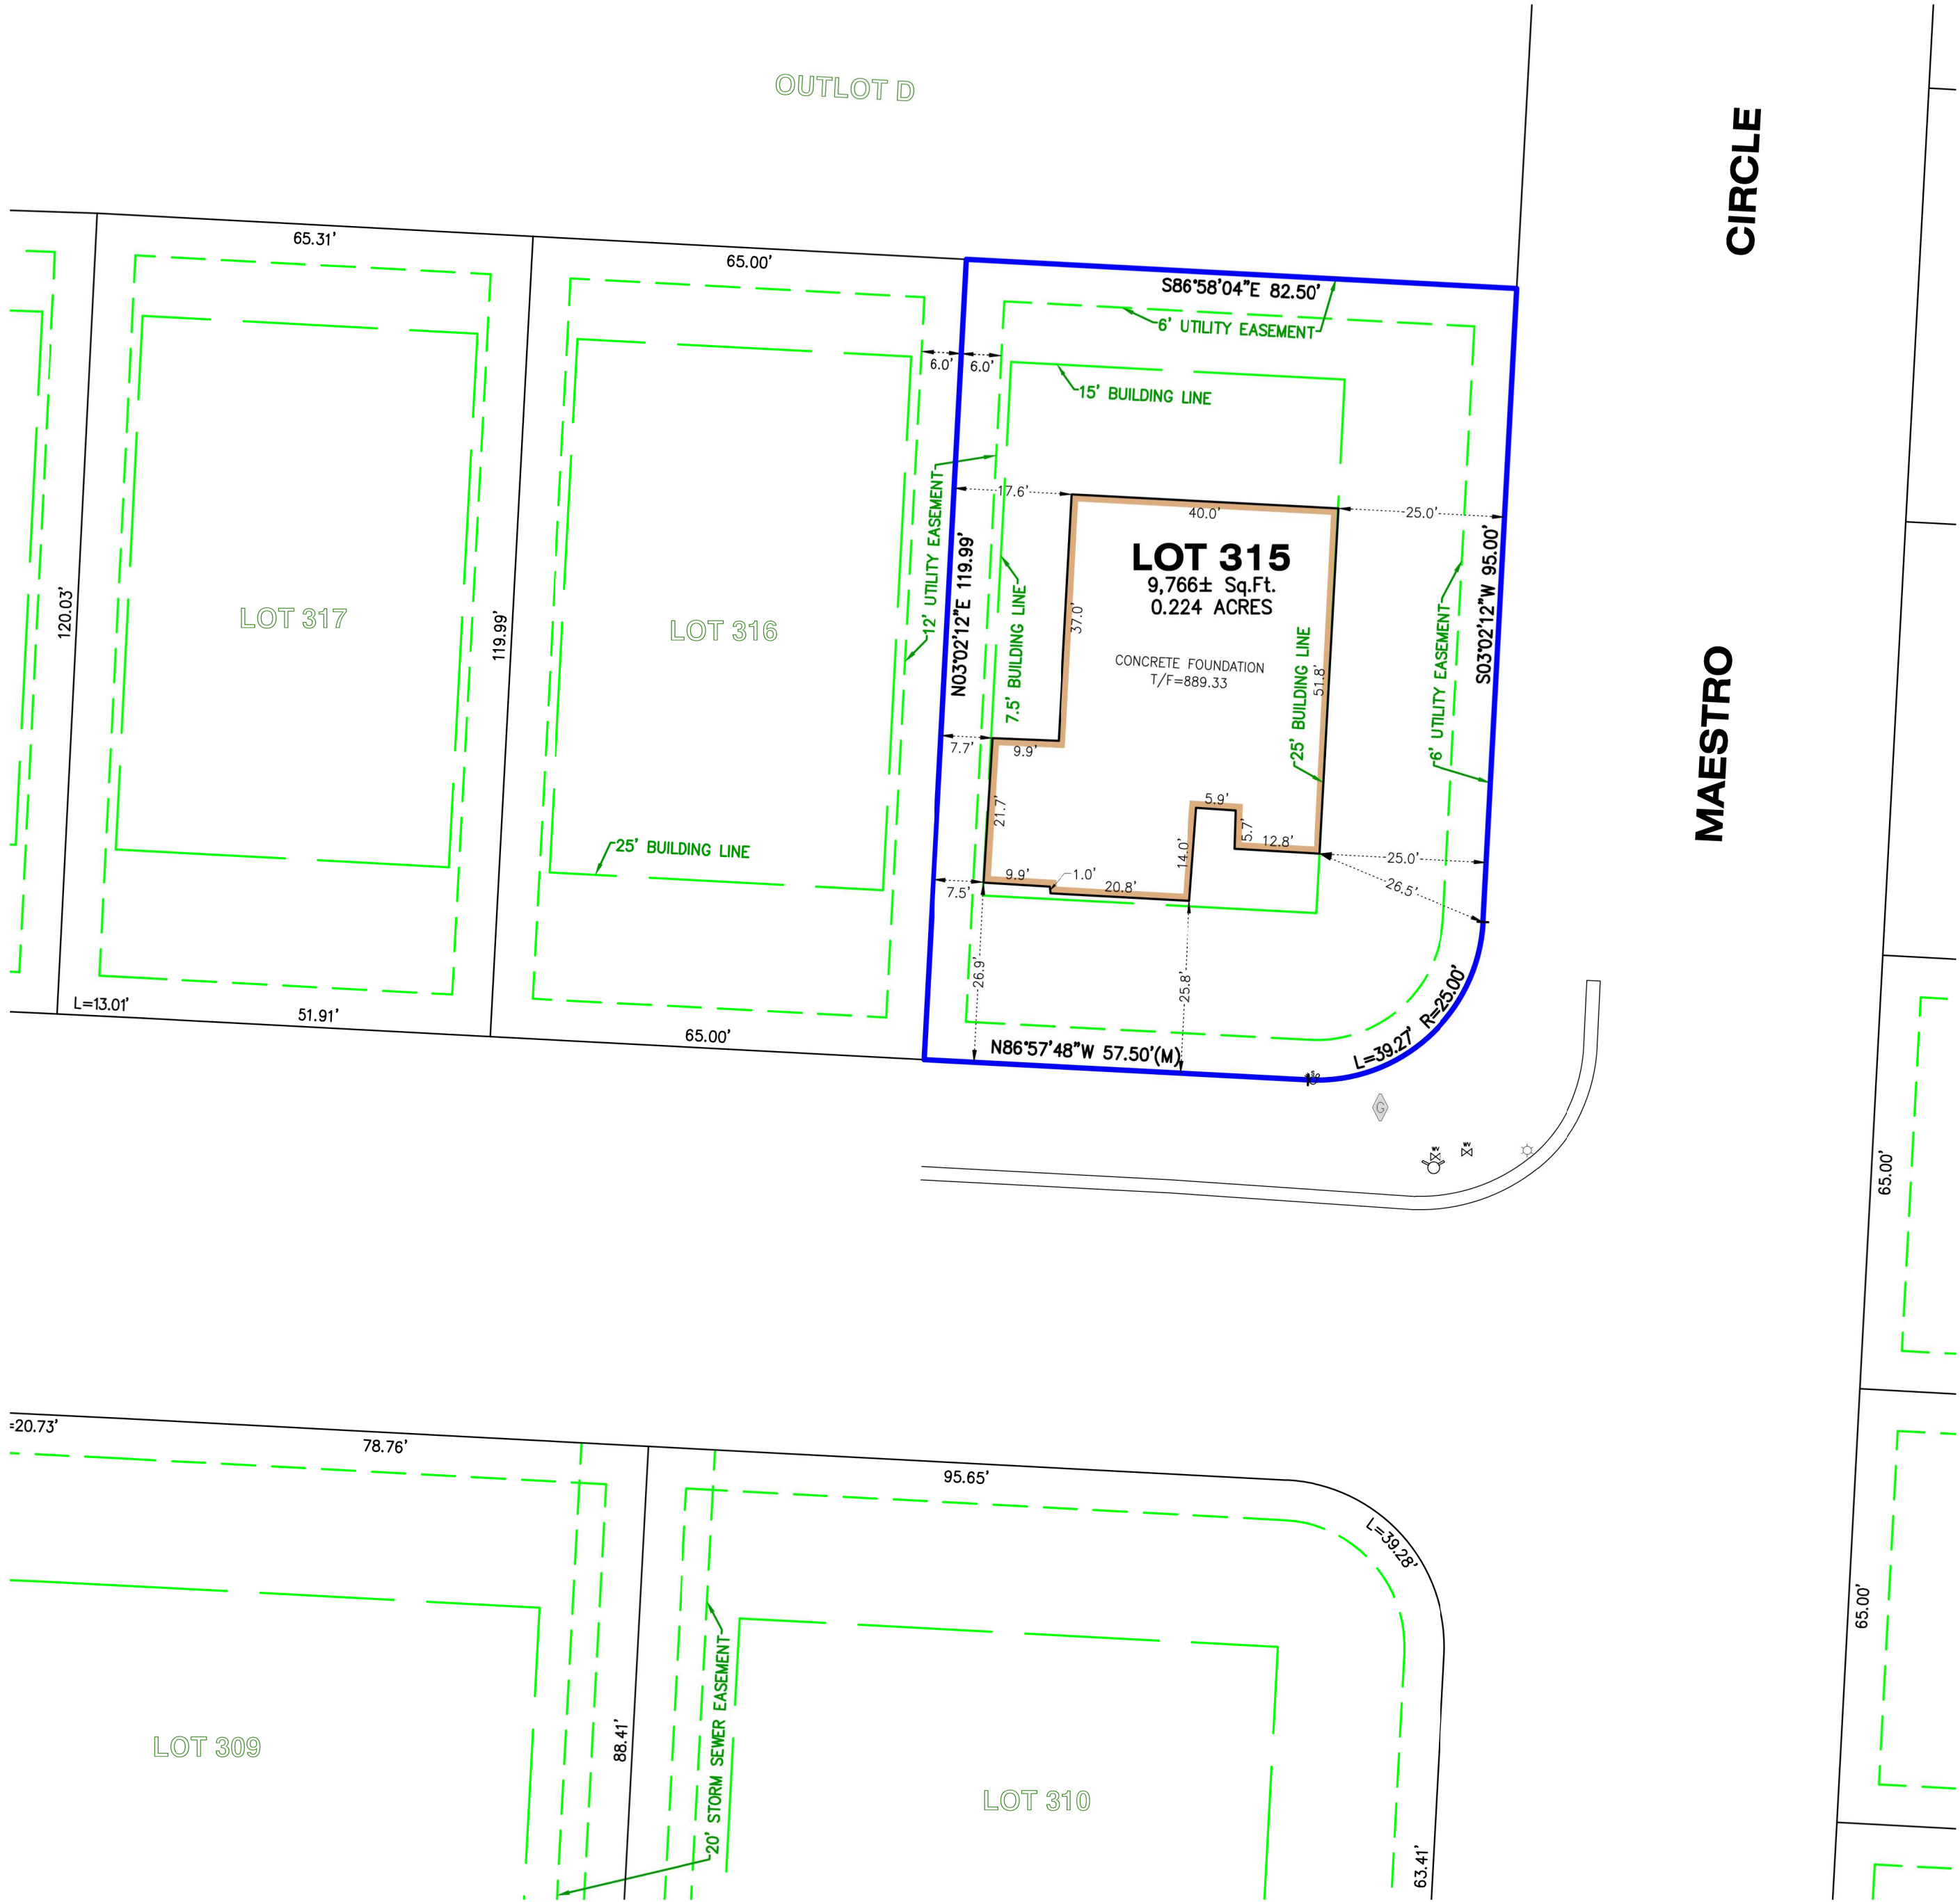 OUTLOT D
CIRCLE
65.31'
65.00'
S86°58'04"E 82.50'
6' UTILITY EASEMENT
6.0'
6.0'
15' BUILDING LINE
12' UTILITY EASEMENT
17.6'
40.0'
25.0'
LOT 315
9,766± Sq.Ft.
0.224 ACRES
N03°02'12"E 119.99'
S03°02'12"W 95.00'
120.03'
LOT 317
119.99'
LOT 316
7.5' BUILDING LINE
37.0'
CONCRETE FOUNDATION
T/F=889.33
25' BUILDING LINE
51.8'
6' UTILITY EASEMENT
MAESTRO
7.7'
9.9'
21.7'
5.9'
5.7'
12.8'
14.0'
25.0'
26.5'
25' BUILDING LINE
9.9'
1.0'
20.8'
7.5'
26.9'
25.8'
L=13.01'
51.91'
65.00'
N86°57'48"W 57.50'(M)
L=39.27' R=25.00'
G
WV
WV
65.00'
=20.73'
78.76'
95.65'
L=39.28'
65.00'
20' STORM SEWER EASEMENT
LOT 309
88.41'
LOT 310
63.41'